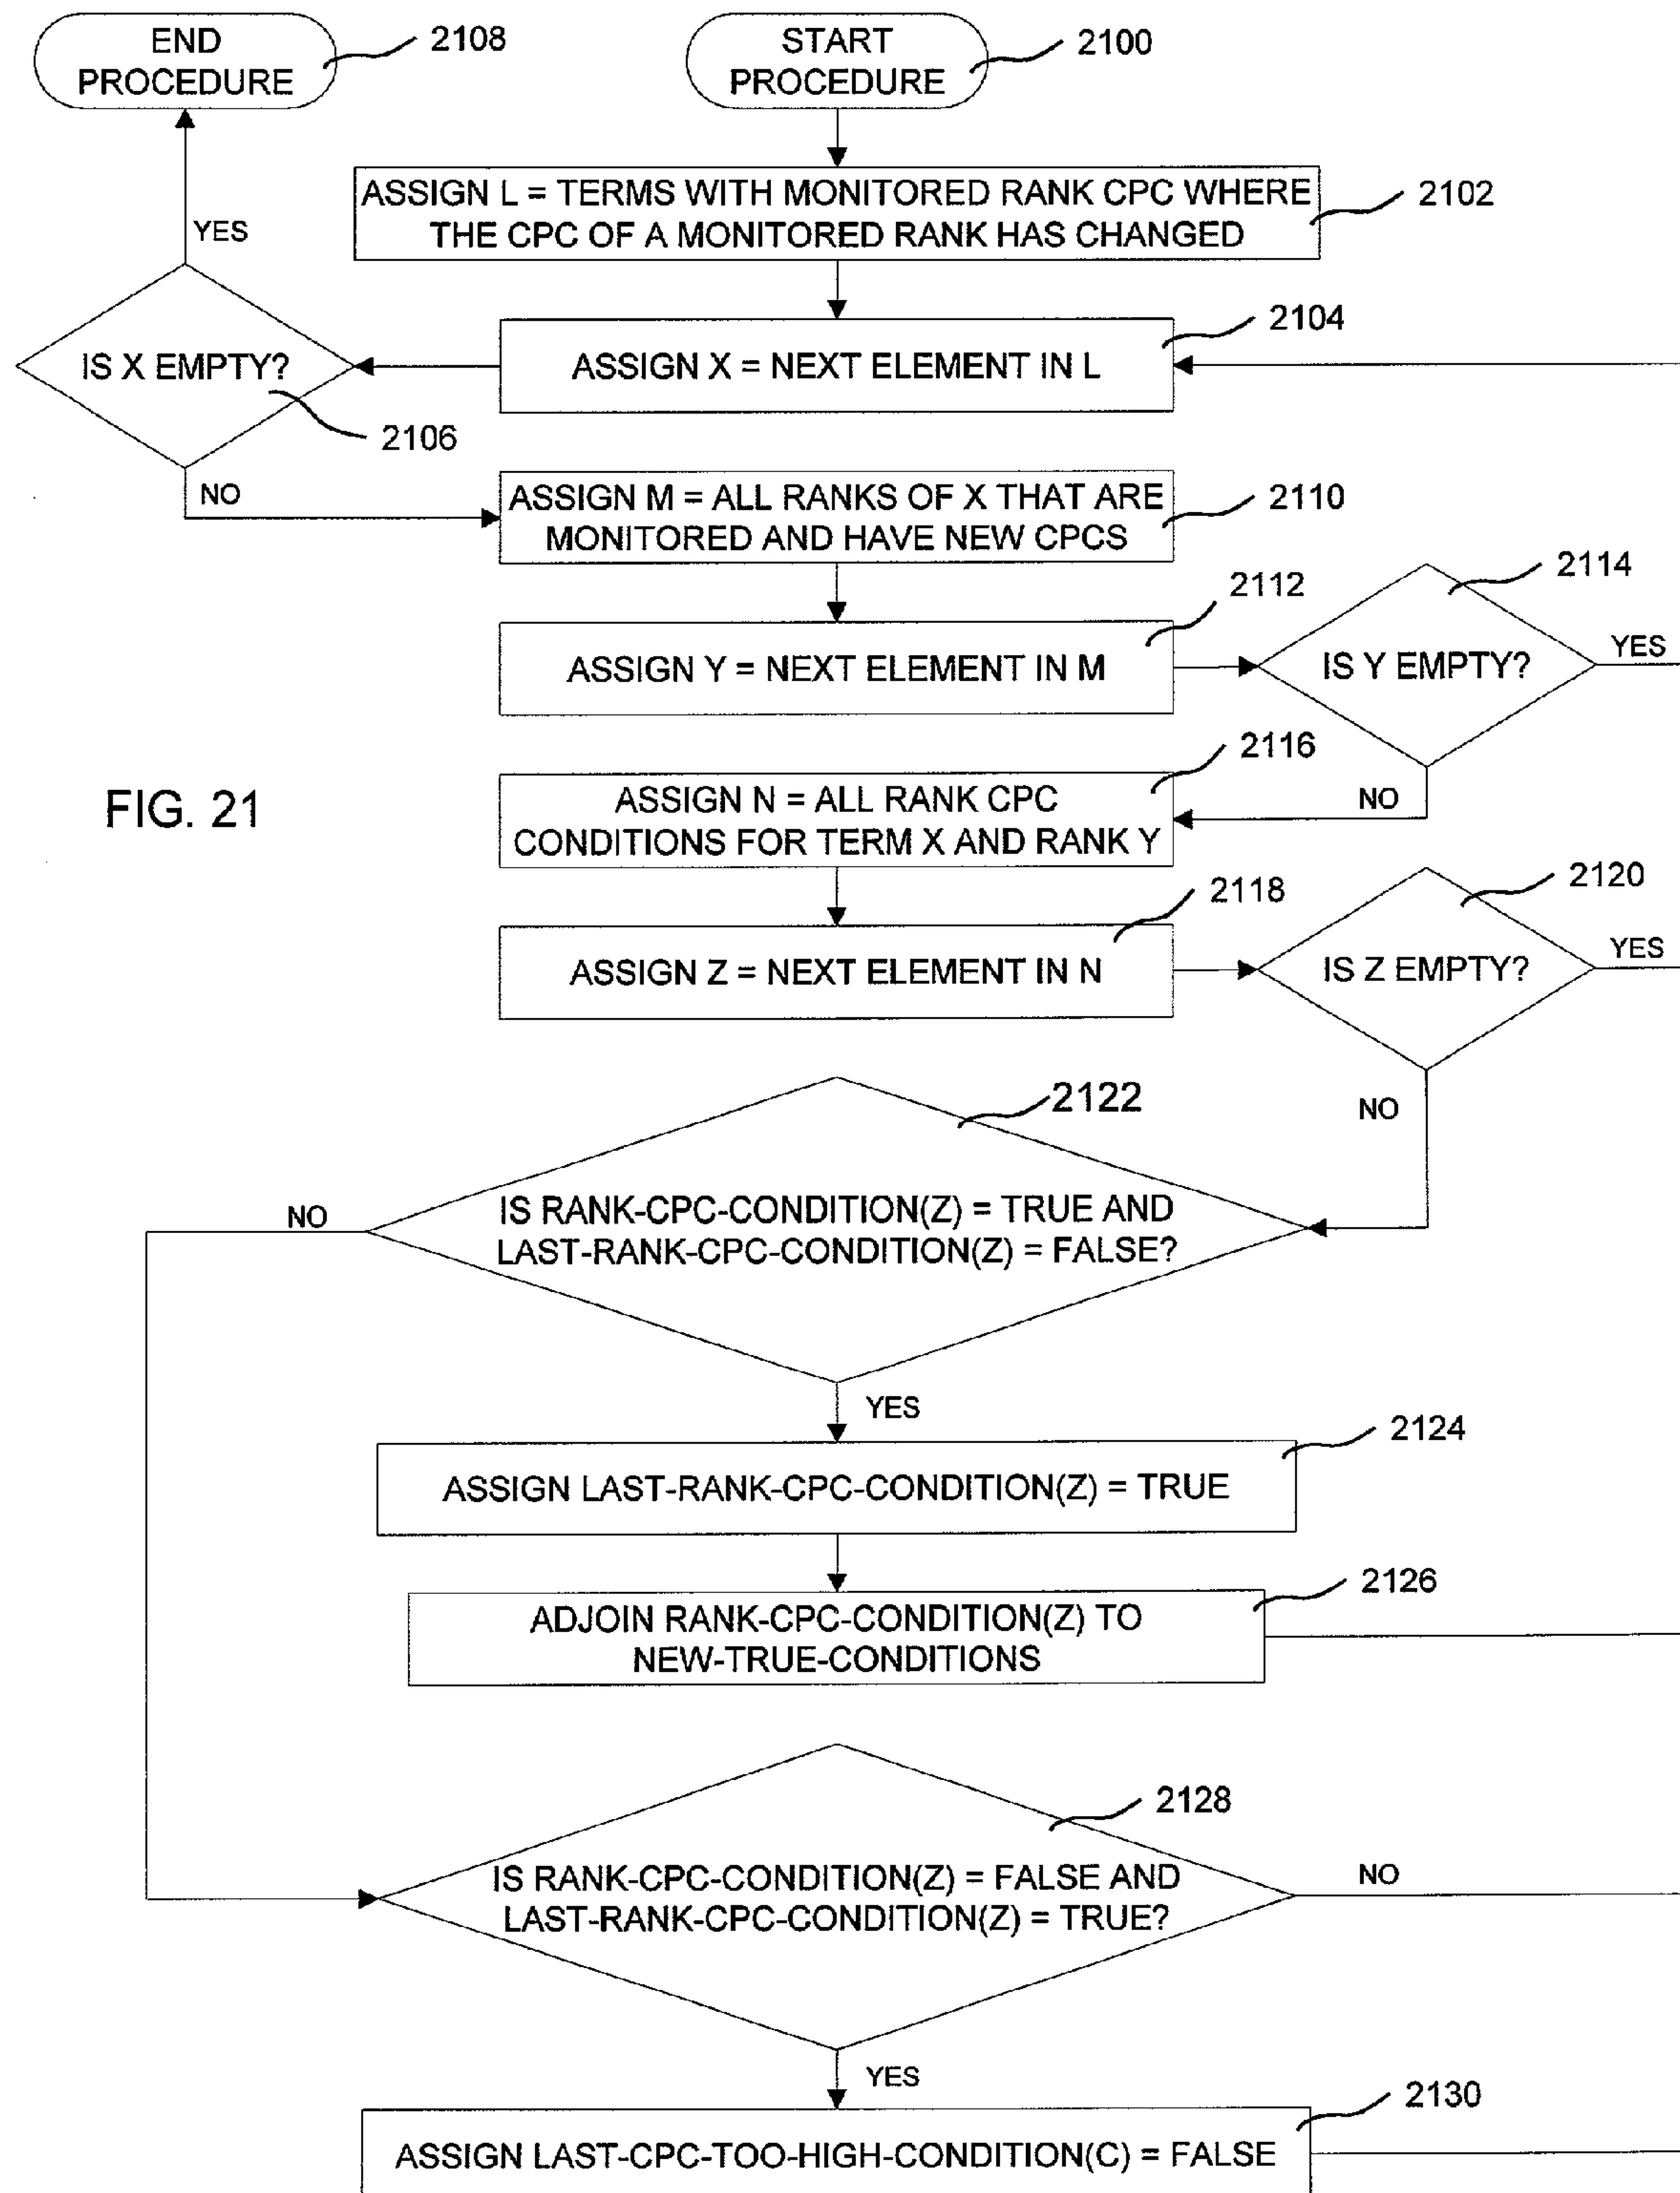 END
PROCEDURE
2108
START
PROCEDURE
2100
ASSIGN L = TERMS WITH MONITORED RANK CPC WHERE
THE CPC OF A MONITORED RANK HAS CHANGED
2102
YES
ASSIGN X = NEXT ELEMENT IN L
2104
IS X EMPTY?
2106
NO
ASSIGN M = ALL RANKS OF X THAT ARE
MONITORED AND HAVE NEW CPCS
2110
ASSIGN Y = NEXT ELEMENT IN M
2112
IS Y EMPTY?
2114
YES
NO
FIG. 21
ASSIGN N = ALL RANK CPC
CONDITIONS FOR TERM X AND RANK Y
2116
ASSIGN Z = NEXT ELEMENT IN N
2118
IS Z EMPTY?
2120
YES
NO
2122
IS RANK-CPC-CONDITION(Z) = TRUE AND
LAST-RANK-CPC-CONDITION(Z) = FALSE?
NO
YES
ASSIGN LAST-RANK-CPC-CONDITION(Z) = TRUE
2124
ADJOIN RANK-CPC-CONDITION(Z) TO
NEW-TRUE-CONDITIONS
2126
2128
IS RANK-CPC-CONDITION(Z) = FALSE AND
LAST-RANK-CPC-CONDITION(Z) = TRUE?
NO
YES
2130
ASSIGN LAST-CPC-TOO-HIGH-CONDITION(C) = FALSE